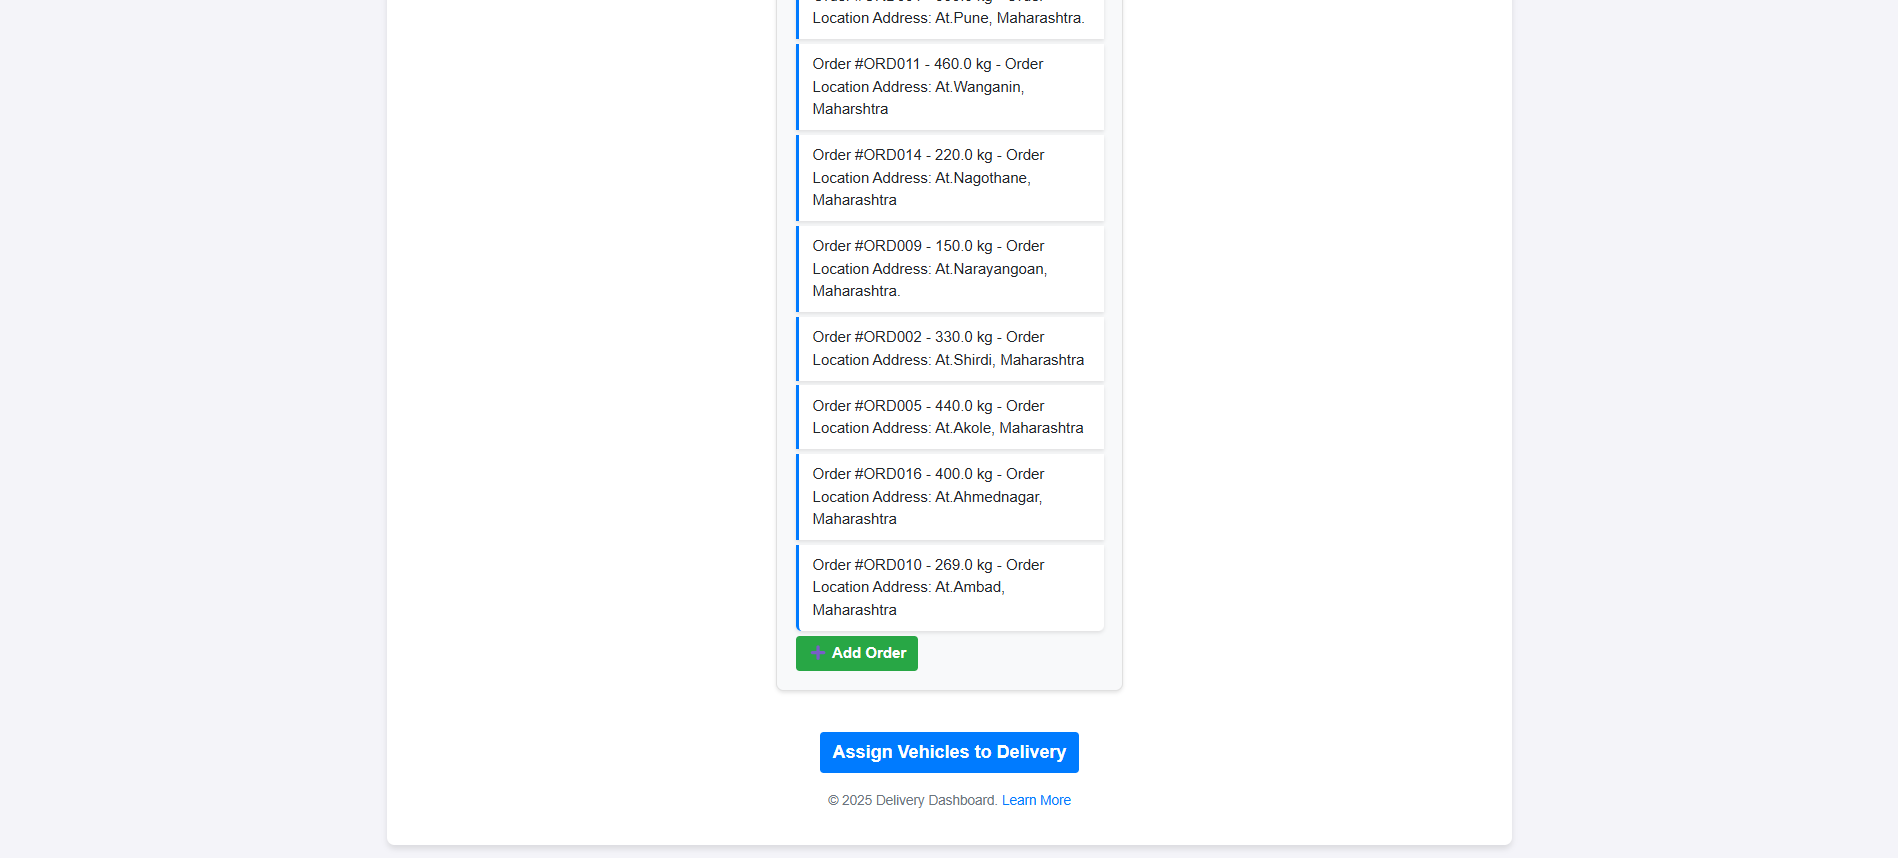 Location Address: At.Pune, Maharashtra.
Order #ORD011 - 460.0 kg - Order
Location Address: At.Wanganin,
Maharshtra
Order #ORD014 - 220.0 kg - Order
Location Address: At.Nagothane,
Maharashtra
Order #ORD009 - 150.0 kg - Order
Location Address: At.Narayangoan,
Maharashtra.
Order #ORD002 - 330.0 kg - Order
Location Address: At.Shirdi, Maharashtra
Order #ORD005 - 440.0 kg - Order
Location Address: At.Akole, Maharashtra
Order #ORD016 - 400.0 kg - Order
Location Address: At.Ahmednagar,
Maharashtra
Order #ORD010 - 269.0 kg - Order
Location Address: At.Ambad,
Maharashtra
Add Order
Assign Vehicles to Delivery
© 2025 Delivery Dashboard. Learn More